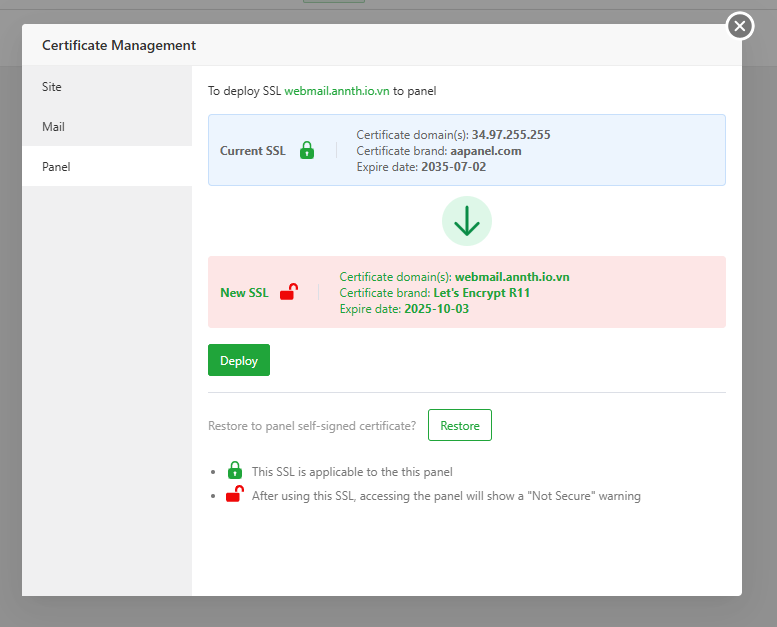 Certificate Management
Site
Mail
Panel
To deploy SSL webmail.annth.io.vn to panel
Current SSL
Certificate domain(s): 34.97.255.255
Certificate brand: aapanel.com
Expire date: 2035-07-02
New SSL
Certificate domain(s): webmail.annth.io.vn
Certificate brand: Let's Encrypt R11
Expire date: 2025-10-03
Deploy
Restore to panel self-signed certificate?
Restore
This SSL is applicable to the this panel
After using this SSL, accessing the panel will show a "Not Secure" warning